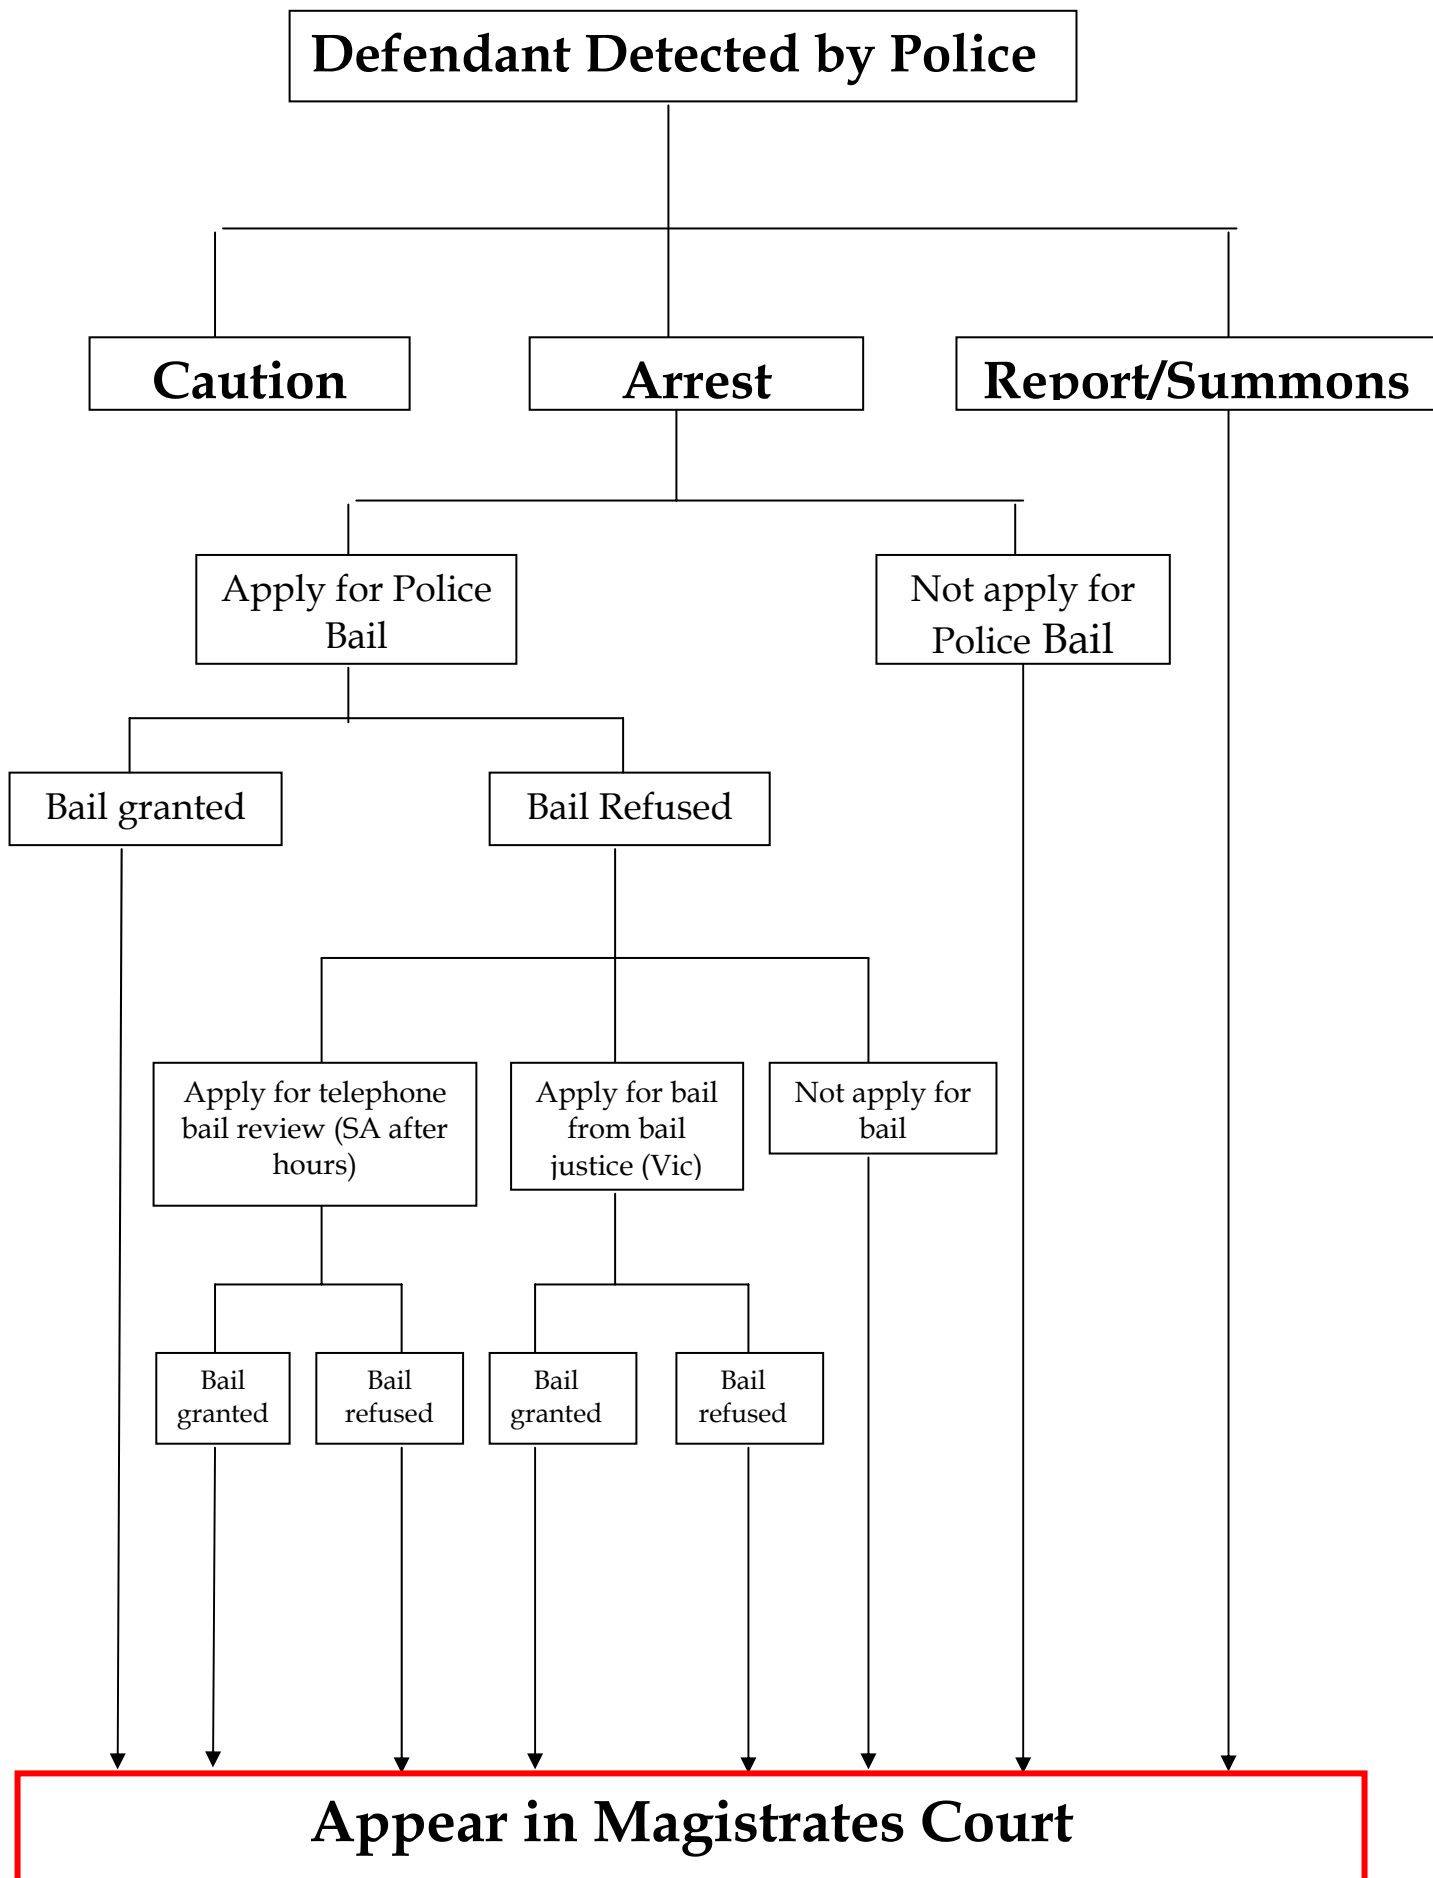 Defendant Detected by Police
Caution
Arrest
Report/Summons
Apply for Police
Bail
Not apply for
Police Bail
Bail granted
Bail Refused
Apply for telephone
bail review (SA after
hours)
Apply for bail
from bail
justice (Vic)
Not apply for
bail
Bail
granted
Bail
refused
Bail
granted
Bail
refused
Appear in Magistrates Court